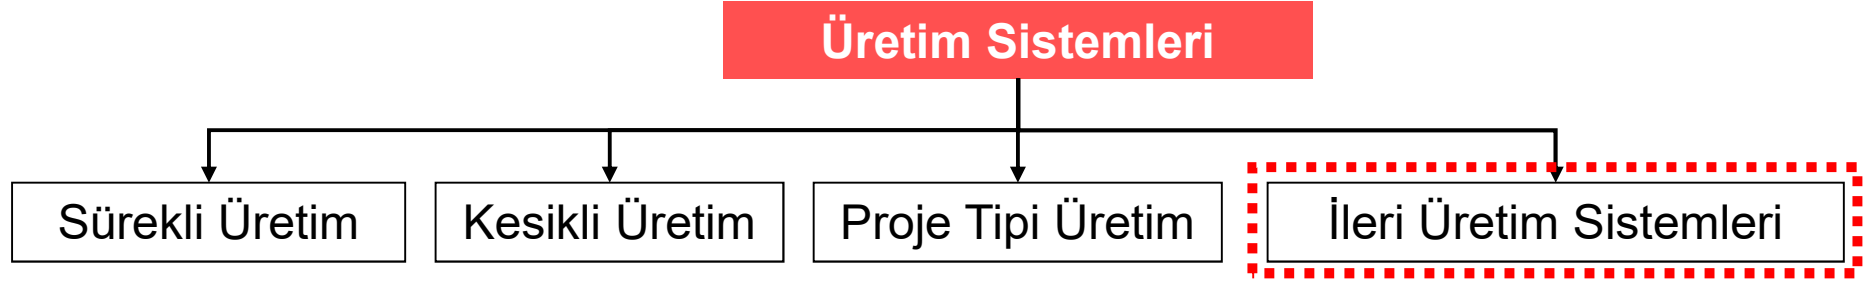 Üretim Sistemleri
Sürekli Üretim
Kesikli Üretim
Proje Tipi Üretim
İleri Üretim Sistemleri